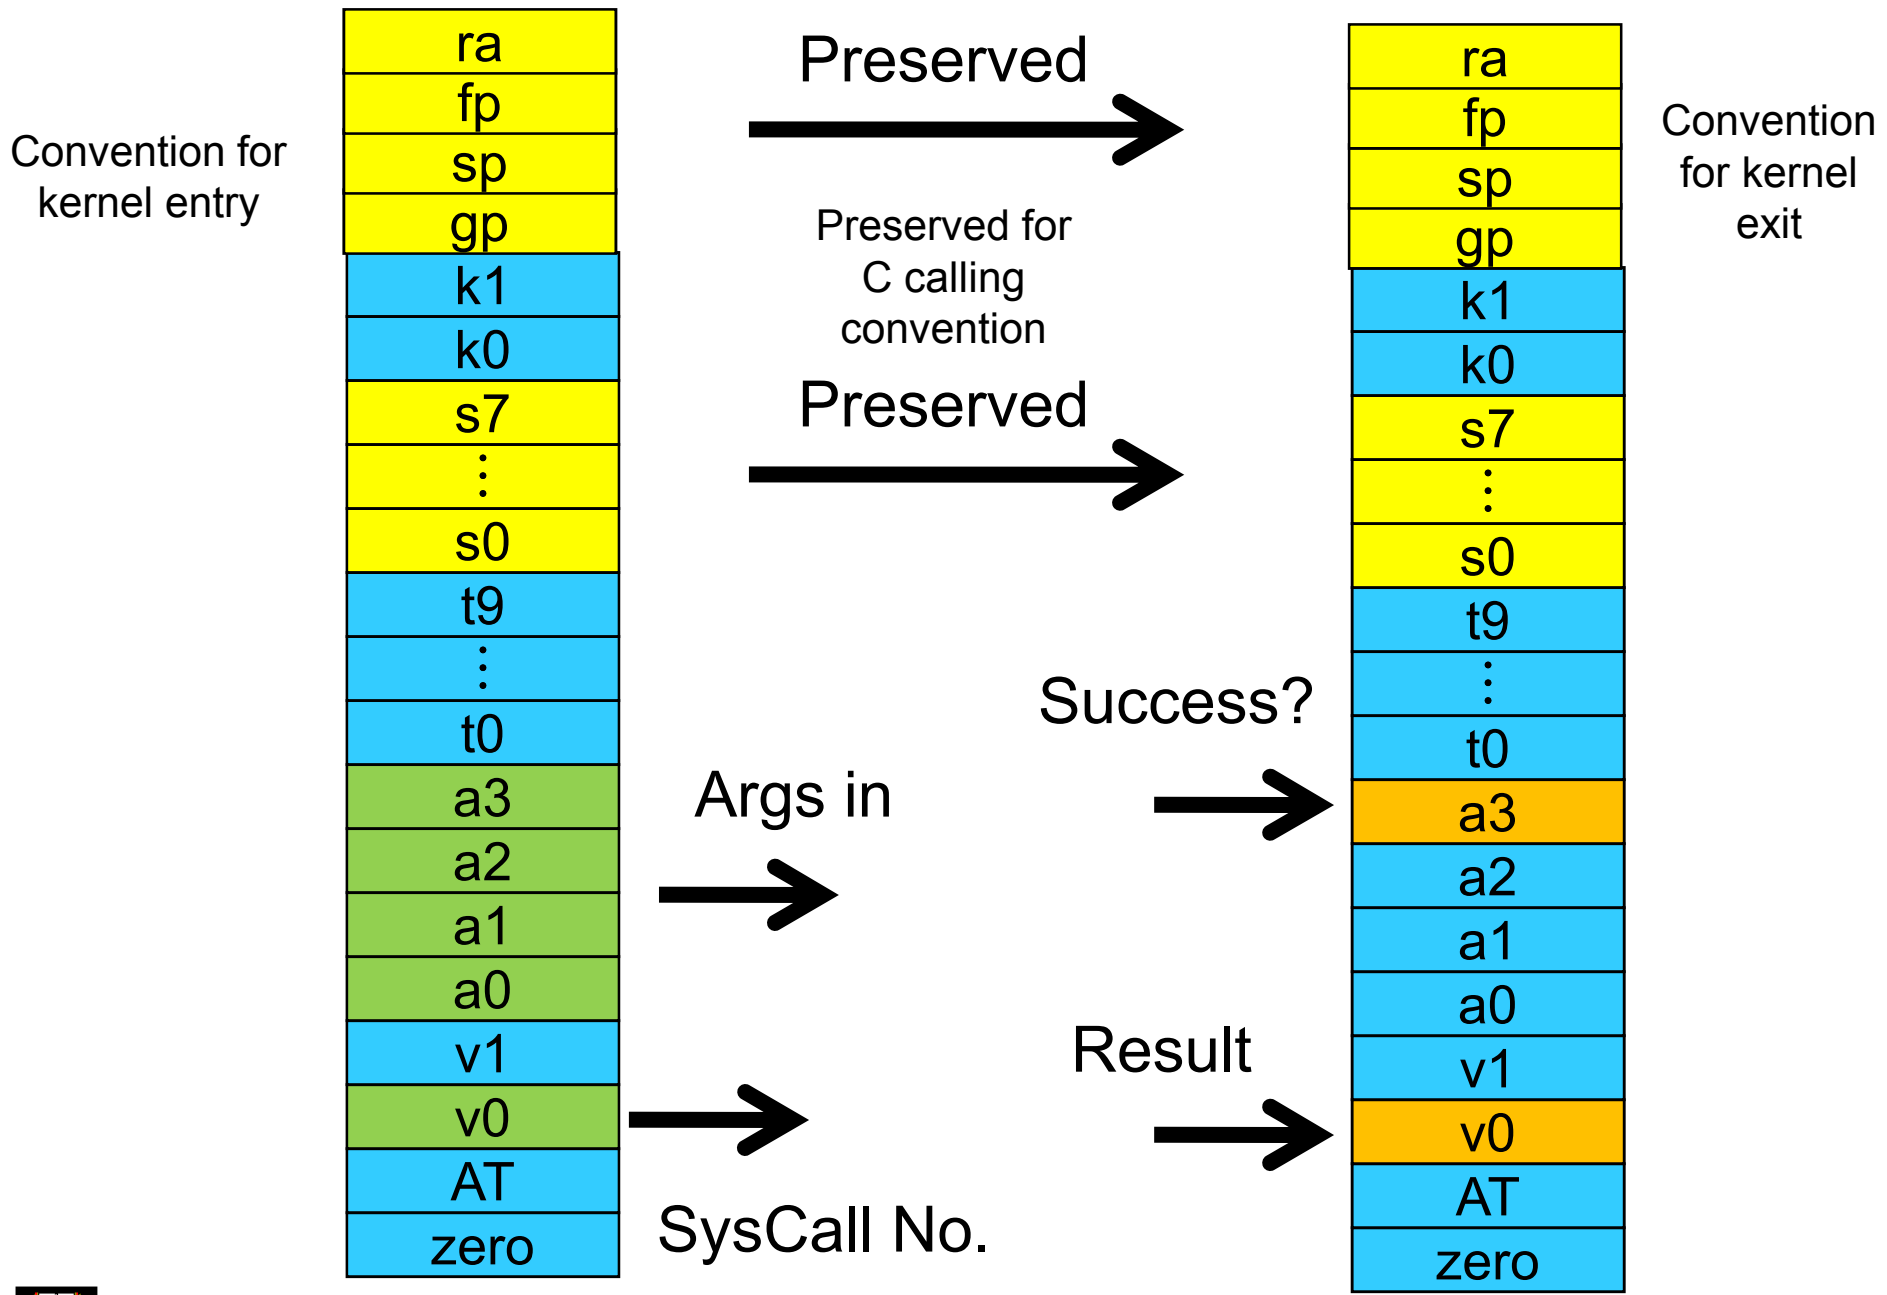 Convention for
kernel entry
ra
fp
sp
gp
k1
k0
s7
⋮
s0
t9
⋮
t0
a3
a2
a1
a0
v1
v0
AT
zero
Preserved
Preserved for
C calling
convention
Preserved
Args in
SysCall No.
Success?
Result
ra
fp
sp
gp
k1
k0
s7
⋮
s0
t9
⋮
t0
a3
a2
a1
a0
v1
v0
AT
zero
Convention
for kernel
exit